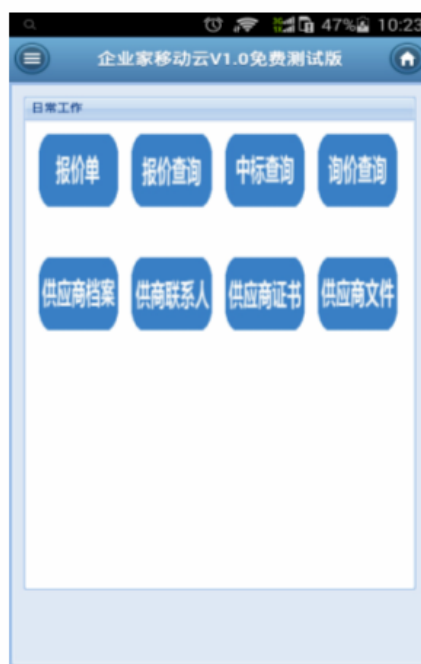 47% 10:23
企业家移动云V1.0免费测试版
日常工作
报价单 报价查询 中标查询 询价查询
供应商档案 供商联系人 供应商证书 供应商文件